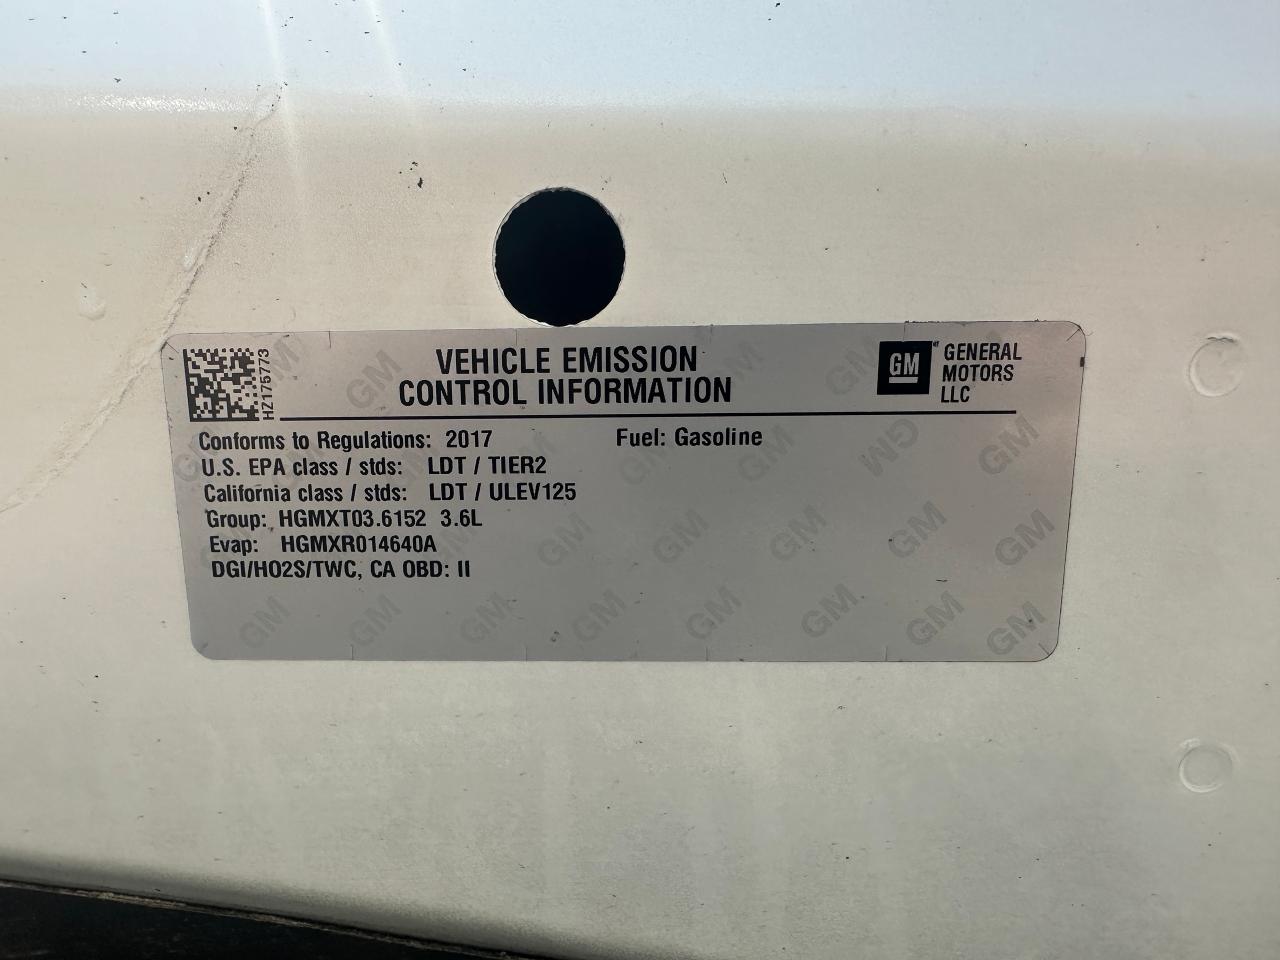 HZ175773
VEHICLE EMISSION
CONTROL INFORMATION
GM
GENERAL
MOTORS
LLC
Conforms to Regulations: 2017
Fuel: Gasoline
U.S. EPA class / stds: LDT / TIER2
California class / stds: LDT / ULEV125
Group: HGMXT03.6152 3.6L
Evap: HGMXR014640A
DGI/HO2S/TWC, CA OBD: II